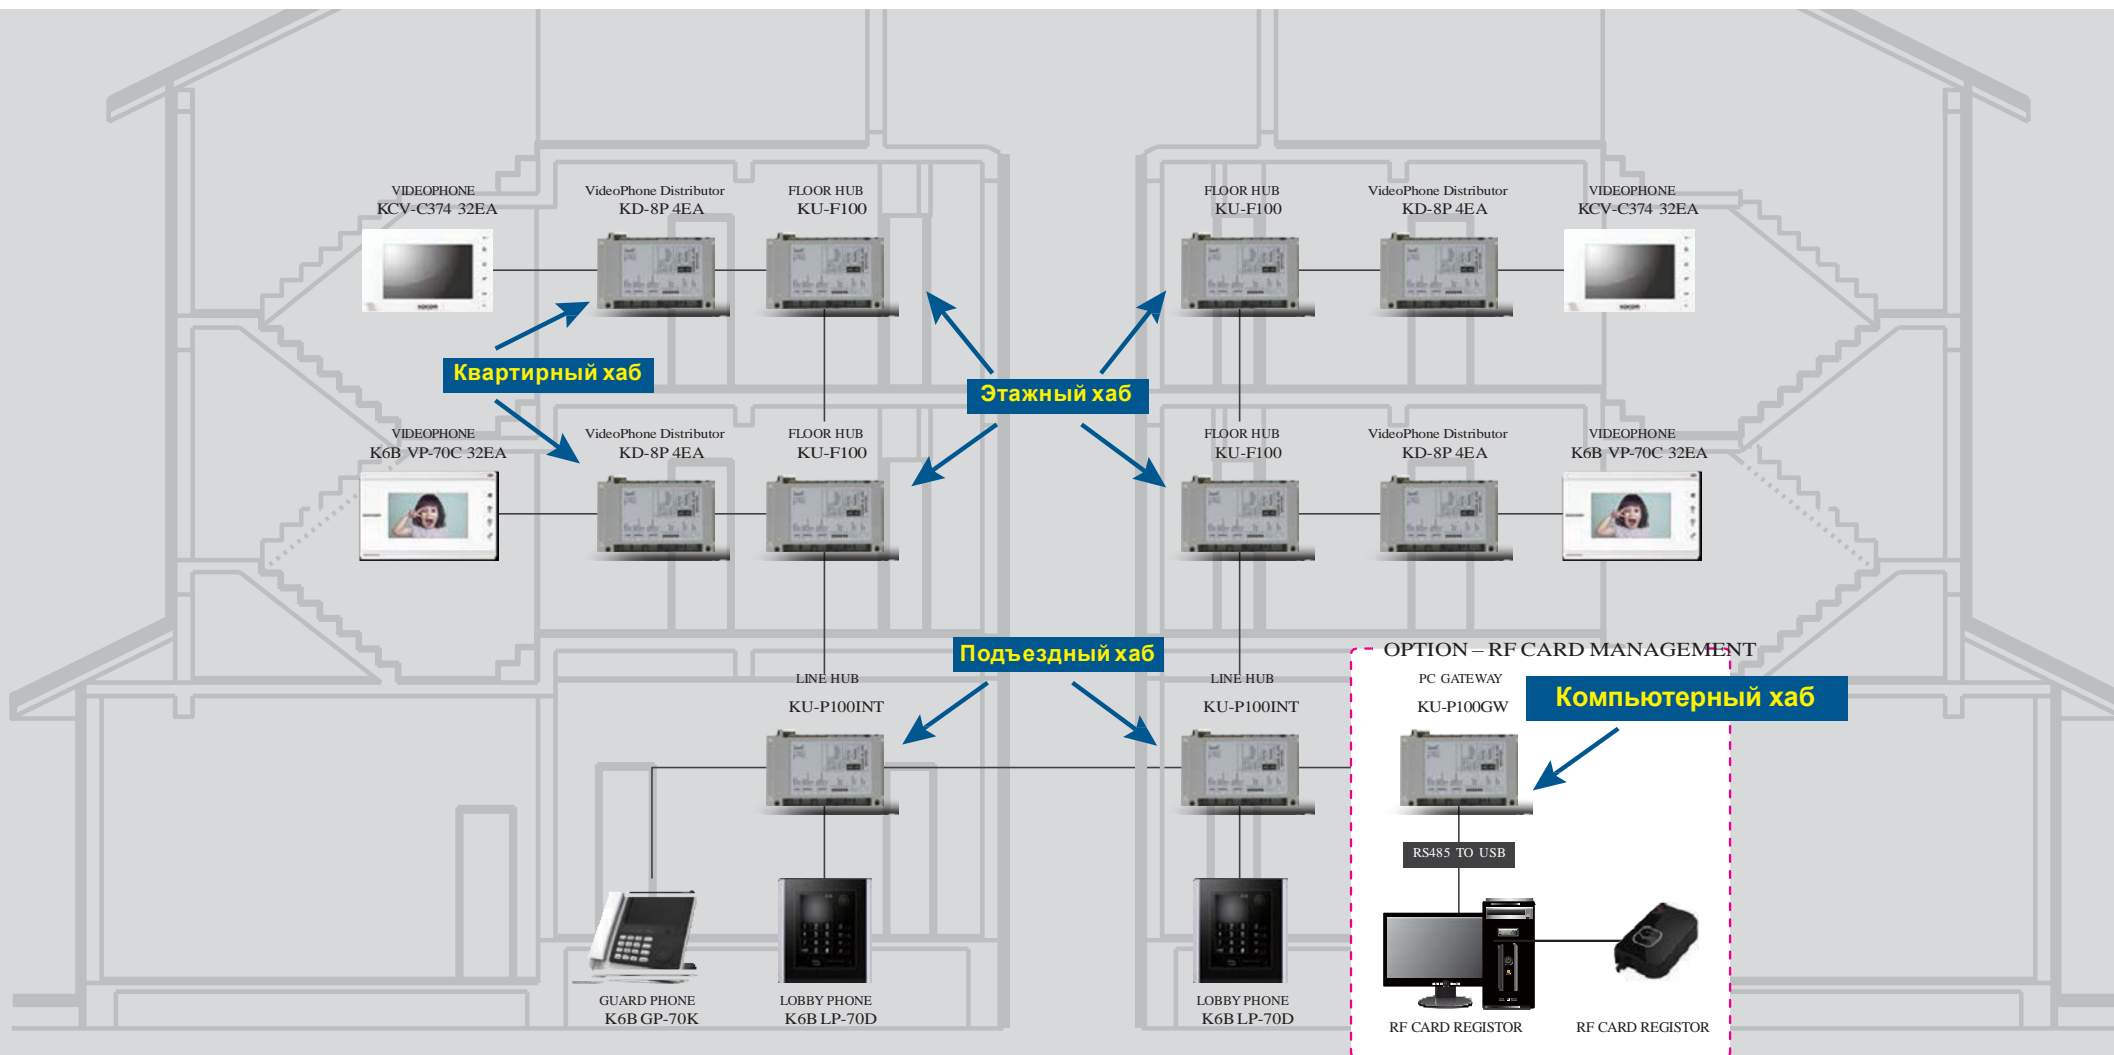 VIDEOPHONE
KCV-C374 32EA
VideoPhone Distributor
KD-8P 4EA
FLOOR HUB
KU-F100
FLOOR HUB
KU-F100
VideoPhone Distributor
KD-8P 4EA
VIDEOPHONE
KCV-C374 32EA
Квартирный хаб
Этажный хаб
VIDEOPHONE
K6B VP-70C 32EA
VideoPhone Distributor
KD-8P 4EA
FLOOR HUB
KU-F100
FLOOR HUB
KU-F100
VideoPhone Distributor
KD-8P 4EA
VIDEOPHONE
K6B VP-70C 32EA
Подъездный хаб
OPTION – RF CARD MANAGEMENT
LINE HUB
KU-P100INT
LINE HUB
KU-P100INT
PC GATEWAY
KU-P100GW
Компьютерный хаб
RS485 TO USB
GUARD PHONE
K6B GP-70K
LOBBY PHONE
K6B LP-70D
LOBBY PHONE
K6B LP-70D
RF CARD REGISTOR
RF CARD REGISTOR